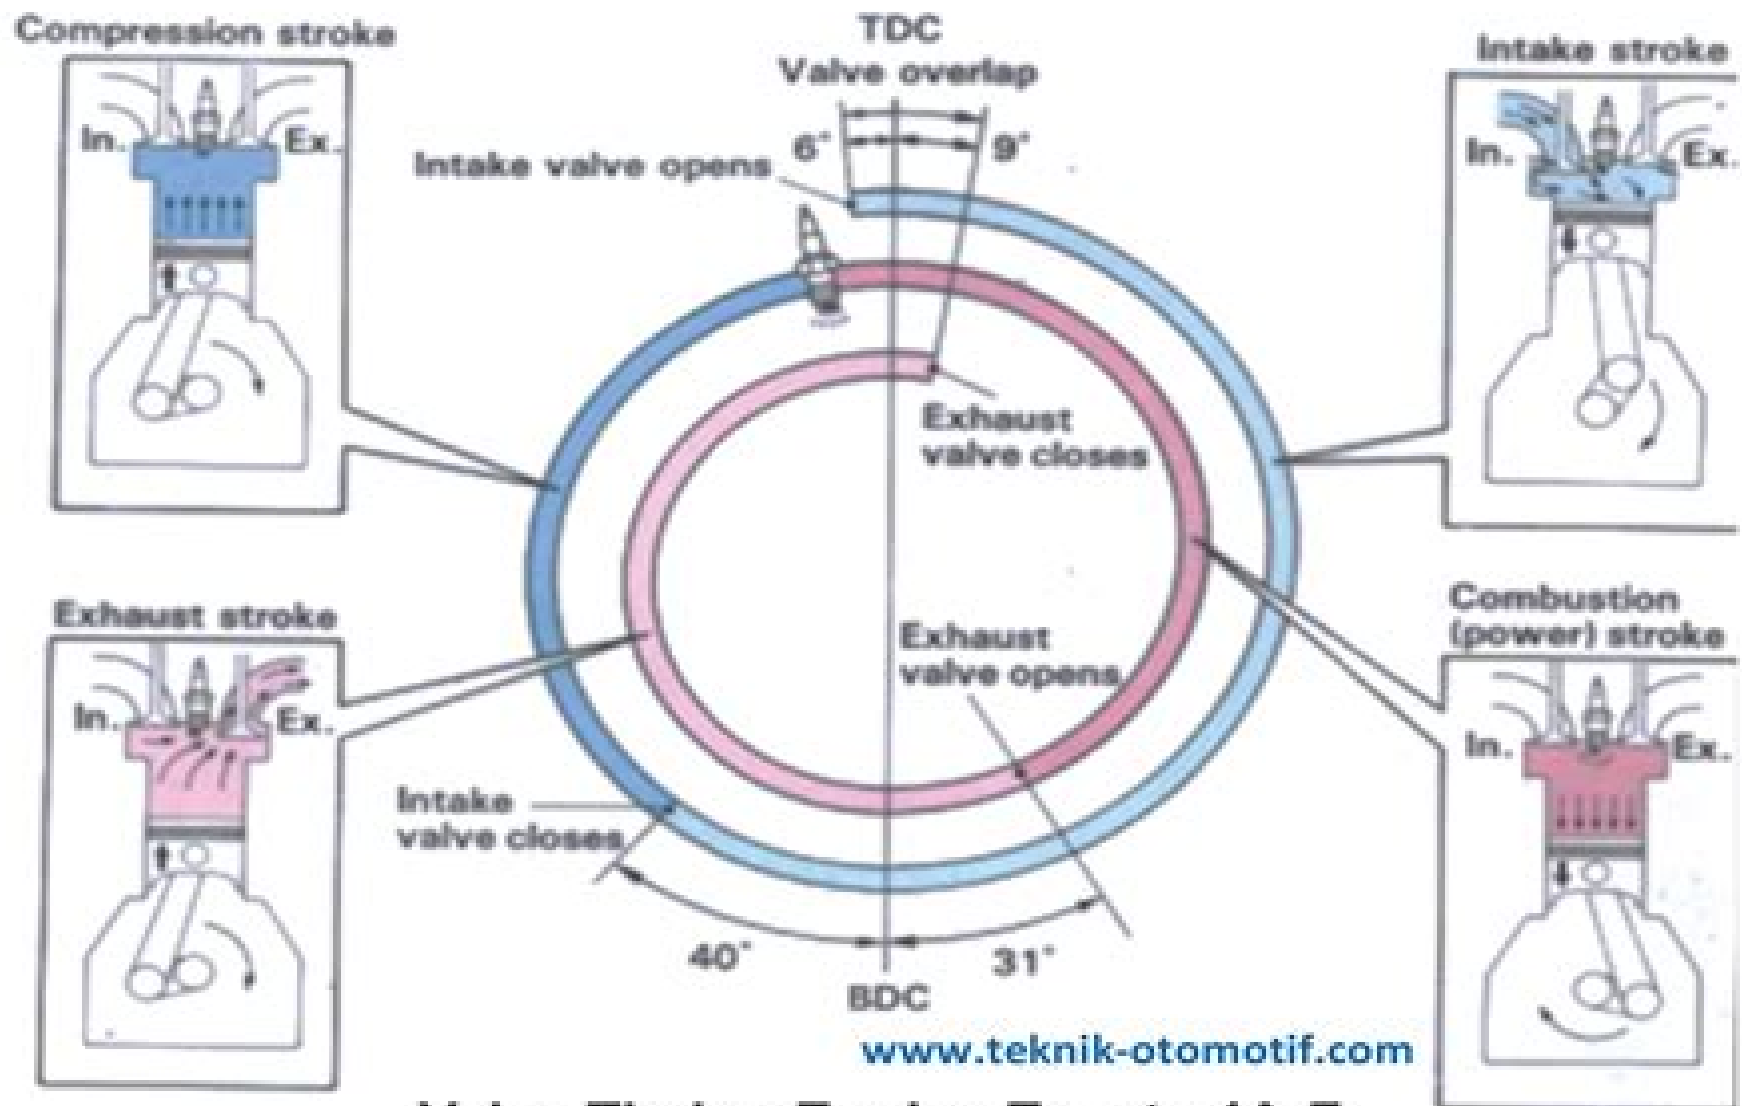 Compression stroke
In.
Ex.
TDC
Valve overlap
6°
9°
Intake valve opens
Intake stroke
In.
Ex.
Exhaust
valve closes
Exhaust stroke
In.
Ex.
Exhaust
valve opens
Combustion
(power) stroke
In.
Ex.
Intake
valve closes
40°
31°
BDC
www.teknik-otomotif.com